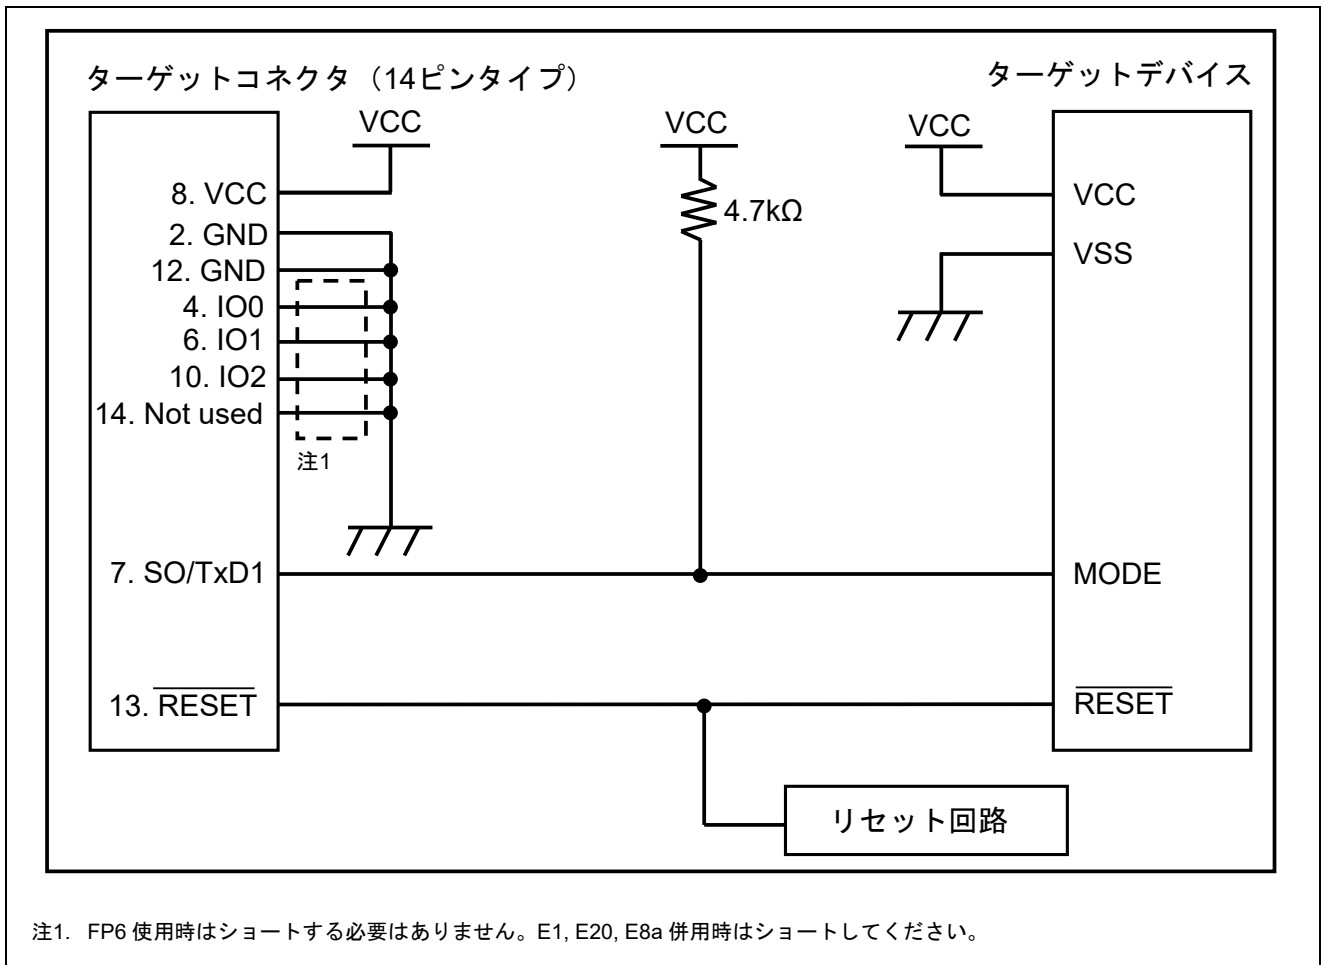 ターゲットコネクタ（14ピンタイプ）
ターゲットデバイス
VCC
VCC
VCC
8. VCC
2. GND
12. GND
4. IO0
6. IO1
10. IO2
14. Not used
注1
4.7kΩ
VCC
VSS
7. SO/TxD1
MODE
13. RESET
RESET
リセット回路
注1. FP6 使用時はショートする必要はありません。E1, E20, E8a 併用時はショートしてください。